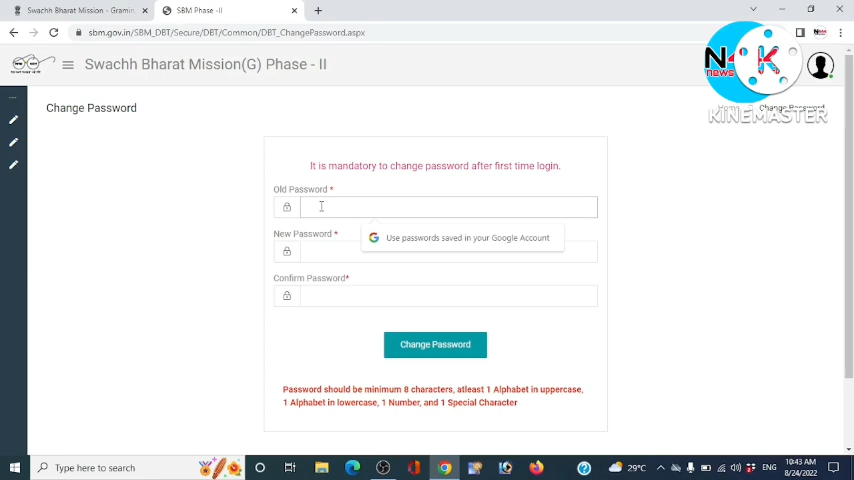 Swachh Bharat Mission - Gramin
SBM Phase -II
sbm.gov.in/SBM_DBT/Secure/DBT/Common/DBT_ChangePassword.aspx
Swachh Bharat Mission(G) Phase - II
NK
news
KINEMASTER
Change Password
Home
Change Password
It is mandatory to change password after first time login.
Old Password *
Use passwords saved in your Google Account
New Password *
Confirm Password*
Change Password
Password should be minimum 8 characters, atleast 1 Alphabet in uppercase,
1 Alphabet in lowercase, 1 Number, and 1 Special Character
Type here to search
29°C
ENG
10:43 AM
8/24/2022